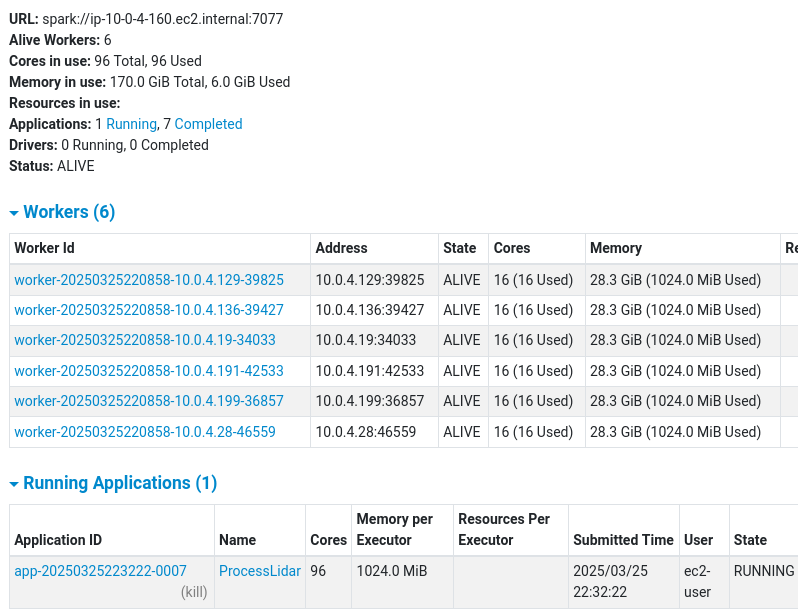 URL: spark://ip-10-0-4-160.ec2.internal:7077
Alive Workers: 6
Cores in use: 96 Total, 96 Used
Memory in use: 170.0 GiB Total, 6.0 GiB Used
Resources in use:
Applications: 1 Running, 7 Completed
Drivers: 0 Running, 0 Completed
Status: ALIVE
Workers (6)
Worker Id Address State Cores Memory Re
worker-20250325220858-10.0.4.129-39825 10.0.4.129:39825 ALIVE 16 (16 Used) 28.3 GiB (1024.0 MiB Used)
worker-20250325220858-10.0.4.136-39427 10.0.4.136:39427 ALIVE 16 (16 Used) 28.3 GiB (1024.0 MiB Used)
worker-20250325220858-10.0.4.19-34033 10.0.4.19:34033 ALIVE 16 (16 Used) 28.3 GiB (1024.0 MiB Used)
worker-20250325220858-10.0.4.191-42533 10.0.4.191:42533 ALIVE 16 (16 Used) 28.3 GiB (1024.0 MiB Used)
worker-20250325220858-10.0.4.199-36857 10.0.4.199:36857 ALIVE 16 (16 Used) 28.3 GiB (1024.0 MiB Used)
worker-20250325220858-10.0.4.28-46559 10.0.4.28:46559 ALIVE 16 (16 Used) 28.3 GiB (1024.0 MiB Used)
Running Applications (1)
Memory per Resources Per
Application ID Name Cores Executor Executor Submitted Time User State
app-20250325223222-0007 ProcessLidar 96 1024.0 MiB 2025/03/25 ec2- RUNNING
(kill) 22:32:22 user